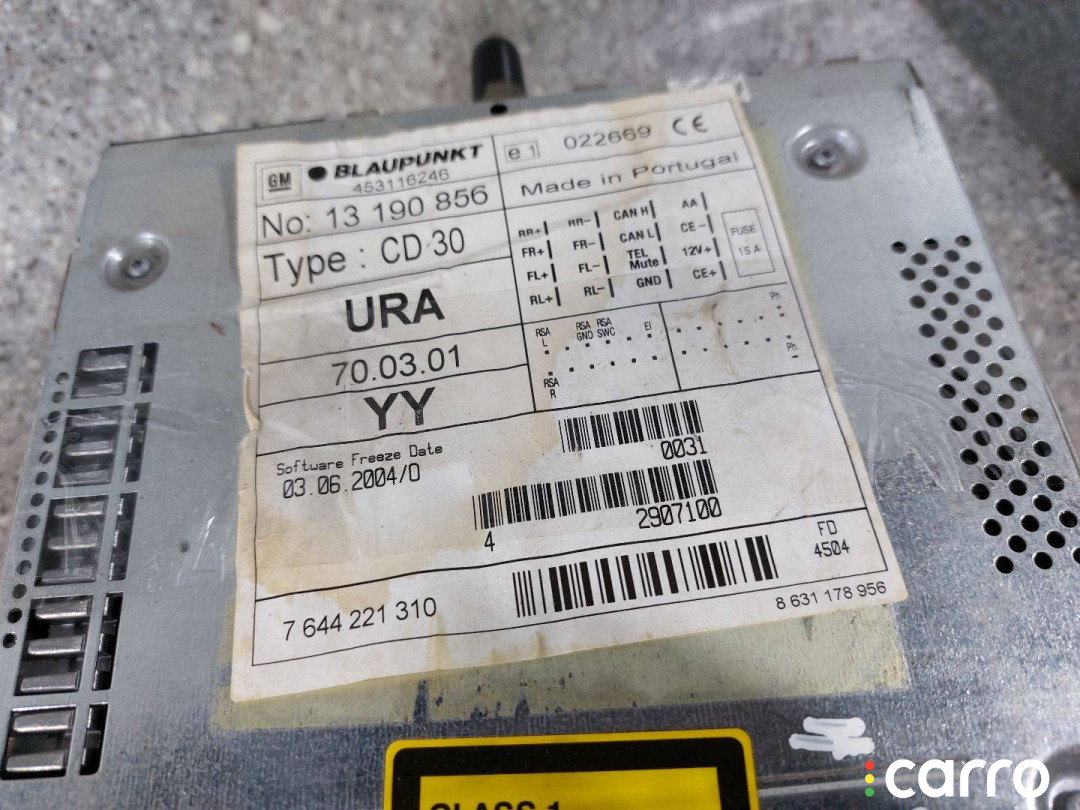 GM BLAUPUNKT
453116246
No: 13 190 856
Type : CD 30
URA
70.03.01
YY
Software Freeze Date
03.06.2004/0
e1 022669 CE
Made in Portugal
RR+ RR- CAN H AA
FR+ FR- CAN L CE-
FL+ FL- TEL Mute 12V+
RL+ RL- GND CE+
FUSE
15 A
RSA L
RSA GND
RSA SWC
EI
Ph +
RSA R
Ph -
0031
4 2907100
FD
4504
7 644 221 310
8 631 178 956
CLASS 1
carro